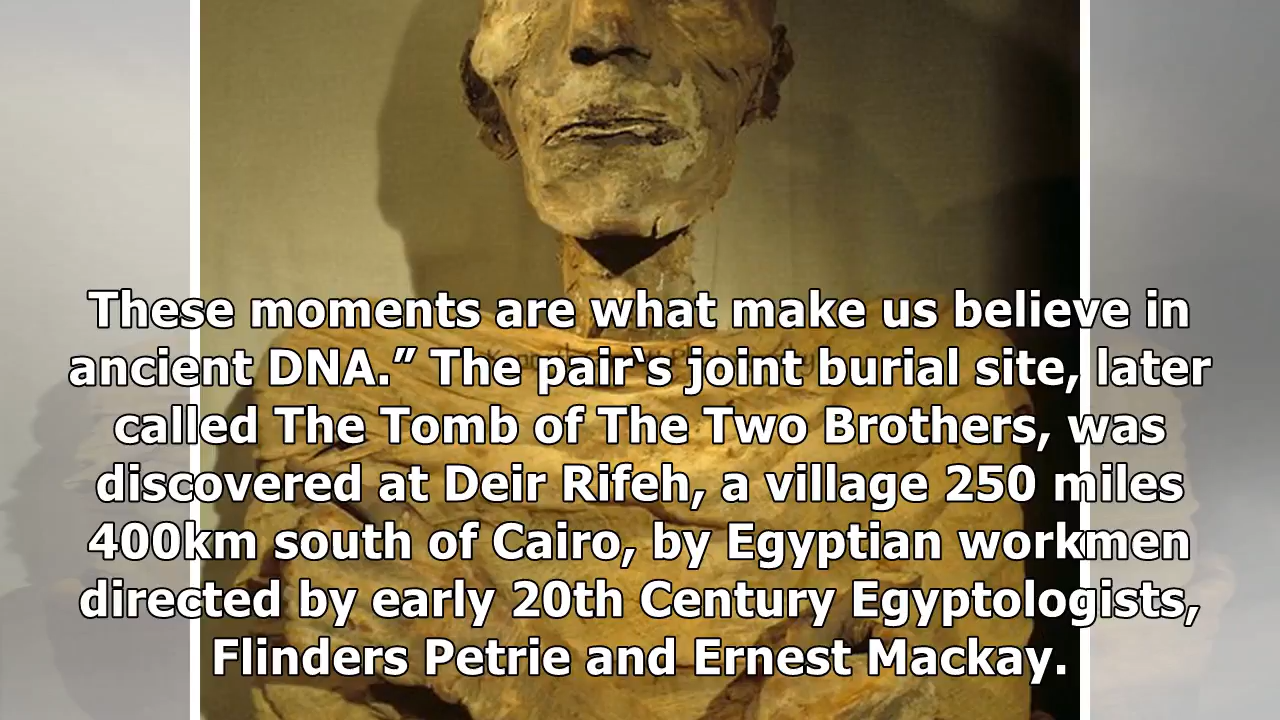 These moments are what make us believe in
ancient DNA.” The pair‛s joint burial site, later
called The Tomb of The Two Brothers, was
discovered at Deir Rifeh, a village 250 miles
400km south of Cairo, by Egyptian workmen
directed by early 20th Century Egyptologists,
Flinders Petrie and Ernest Mackay.